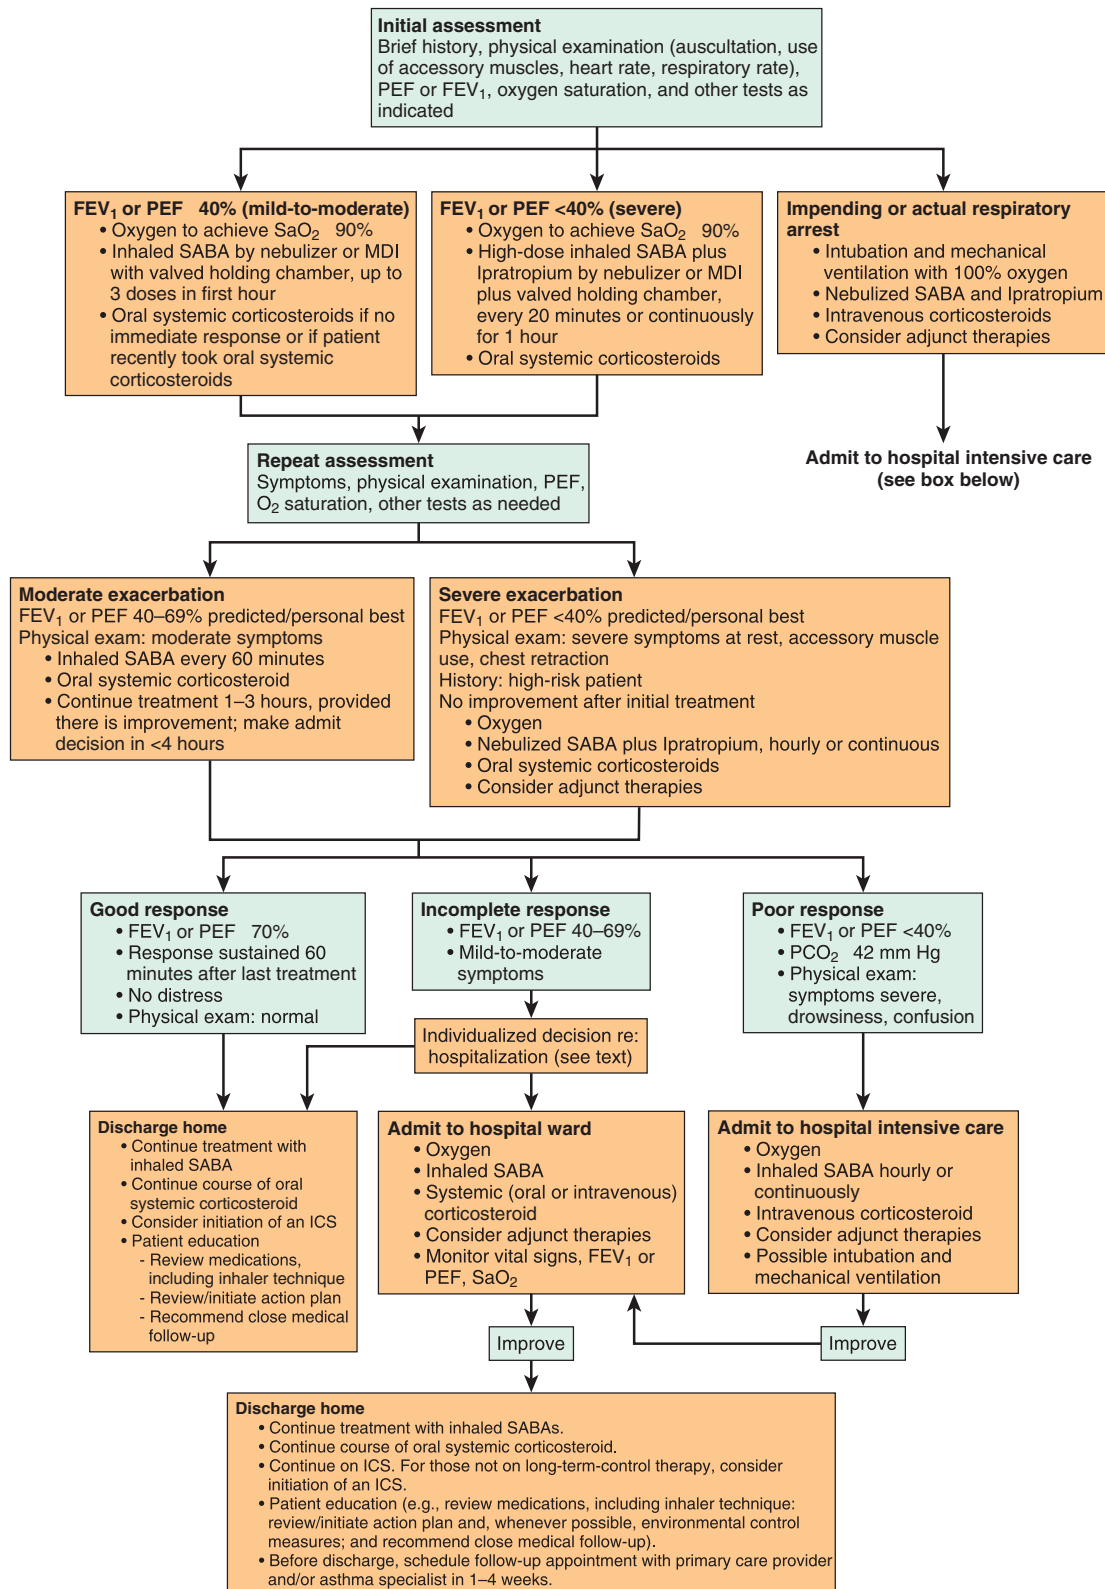 Initial assessment
Brief history, physical examination (auscultation, use
of accessory muscles, heart rate, respiratory rate),
PEF or FEV₁, oxygen saturation, and other tests as
indicated
FEV₁ or PEF 40% (mild-to-moderate)
• Oxygen to achieve SaO₂ 90%
• Inhaled SABA by nebulizer or MDI
with valved holding chamber, up to
3 doses in first hour
• Oral systemic corticosteroids if no
immediate response or if patient
recently took oral systemic
corticosteroids
FEV₁ or PEF <40% (severe)
• Oxygen to achieve SaO₂ 90%
• High-dose inhaled SABA plus
Ipratropium by nebulizer or MDI
plus valved holding chamber,
every 20 minutes or continuously
for 1 hour
• Oral systemic corticosteroids
Impending or actual respiratory
arrest
• Intubation and mechanical
ventilation with 100% oxygen
• Nebulized SABA and Ipratropium
• Intravenous corticosteroids
• Consider adjunct therapies
Repeat assessment
Symptoms, physical examination, PEF,
O₂ saturation, other tests as needed
Admit to hospital intensive care
(see box below)
Moderate exacerbation
FEV₁ or PEF 40–69% predicted/personal best
Physical exam: moderate symptoms
• Inhaled SABA every 60 minutes
• Oral systemic corticosteroid
• Continue treatment 1–3 hours, provided
there is improvement; make admit
decision in <4 hours
Severe exacerbation
FEV₁ or PEF <40% predicted/personal best
Physical exam: severe symptoms at rest, accessory muscle
use, chest retraction
History: high-risk patient
No improvement after initial treatment
• Oxygen
• Nebulized SABA plus Ipratropium, hourly or continuous
• Oral systemic corticosteroids
• Consider adjunct therapies
Good response
• FEV₁ or PEF 70%
• Response sustained 60
minutes after last treatment
• No distress
• Physical exam: normal
Incomplete response
• FEV₁ or PEF 40–69%
• Mild-to-moderate
symptoms
Poor response
• FEV₁ or PEF <40%
• PCO₂ 42 mm Hg
• Physical exam:
symptoms severe,
drowsiness, confusion
Individualized decision re:
hospitalization (see text)
Discharge home
• Continue treatment with
inhaled SABA
• Continue course of oral
systemic corticosteroid
• Consider initiation of an ICS
• Patient education
- Review medications,
including inhaler technique
- Review/initiate action plan
- Recommend close medical
follow-up
Admit to hospital ward
• Oxygen
• Inhaled SABA
• Systemic (oral or intravenous)
corticosteroid
• Consider adjunct therapies
• Monitor vital signs, FEV₁ or
PEF, SaO₂
Admit to hospital intensive care
• Oxygen
• Inhaled SABA hourly or
continuously
• Intravenous corticosteroid
• Consider adjunct therapies
• Possible intubation and
mechanical ventilation
Improve
Improve
Discharge home
• Continue treatment with inhaled SABAs.
• Continue course of oral systemic corticosteroid.
• Continue on ICS. For those not on long-term-control therapy, consider
initiation of an ICS.
• Patient education (e.g., review medications, including inhaler technique:
review/initiate action plan and, whenever possible, environmental control
measures; and recommend close medical follow-up).
• Before discharge, schedule follow-up appointment with primary care provider
and/or asthma specialist in 1–4 weeks.